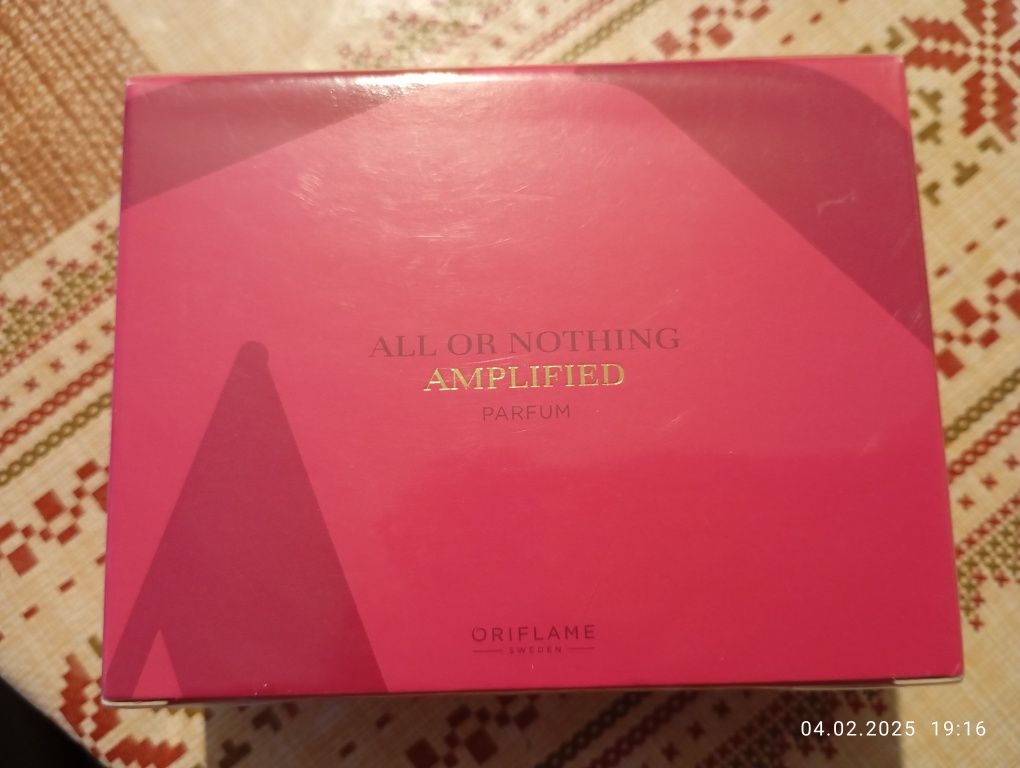 ALL OR NOTHING
AMPLIFIED
PARFUM
ORIFLAME
SWEDEN
04.02.2025 19:16